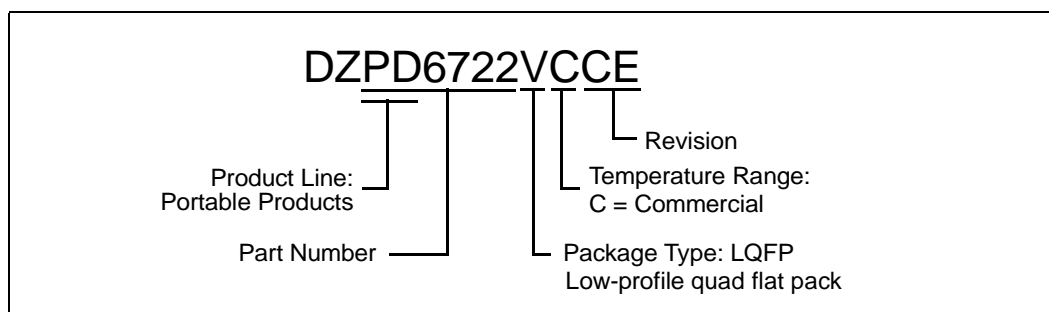 DZPD6722VCCE
Revision
Product Line:
Portable Products
Temperature Range:
C = Commercial
Part Number
Package Type: LQFP
Low-profile quad flat pack